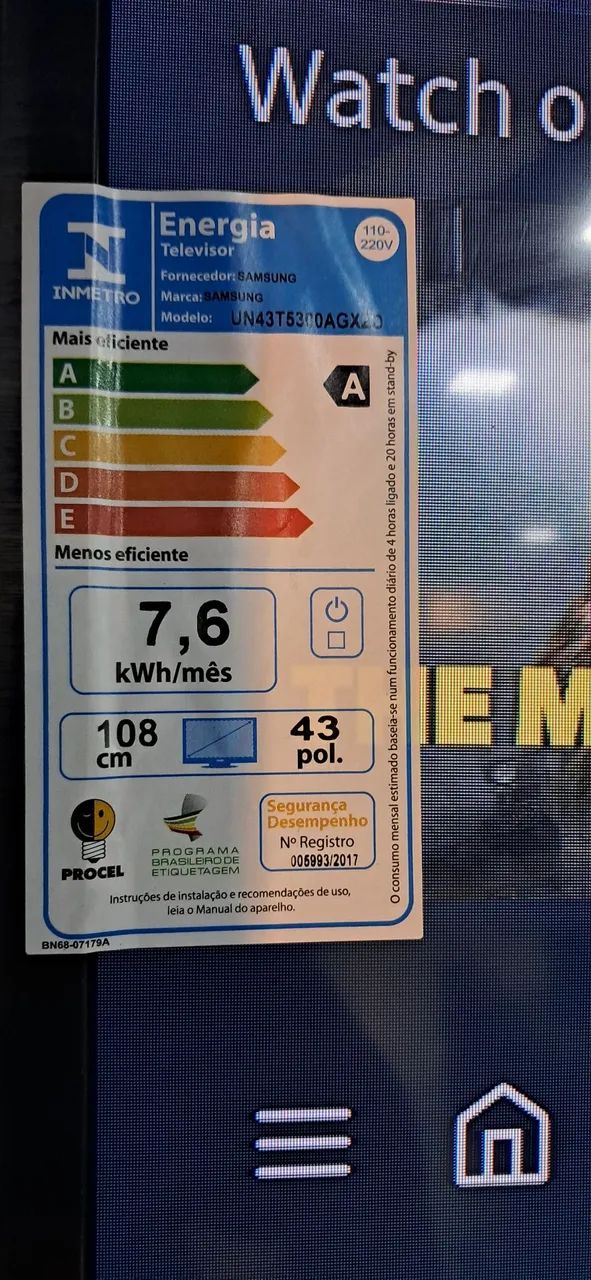 Watch o
INMETRO
Energia
Televisor
110-
220V
Fornecedor: SAMSUNG
Marca: SAMSUNG
Modelo: UN43T5300AGXZD
Mais eficiente
A
A
B
C
D
E
Menos eficiente
7,6
kWh/mês
108
cm
43
pol.
O consumo mensal estimado baseia-se num funcionamento diário de 4 horas ligado e 20 horas em stand-by
PROCEL
PROGRAMA
BRASILEIRO DE
ETIQUETAGEM
Segurança
Desempenho
Nº Registro
005993/2017
Instruções de instalação e recomendações de uso,
leia o Manual do aparelho.
BN68-07179A
THE M